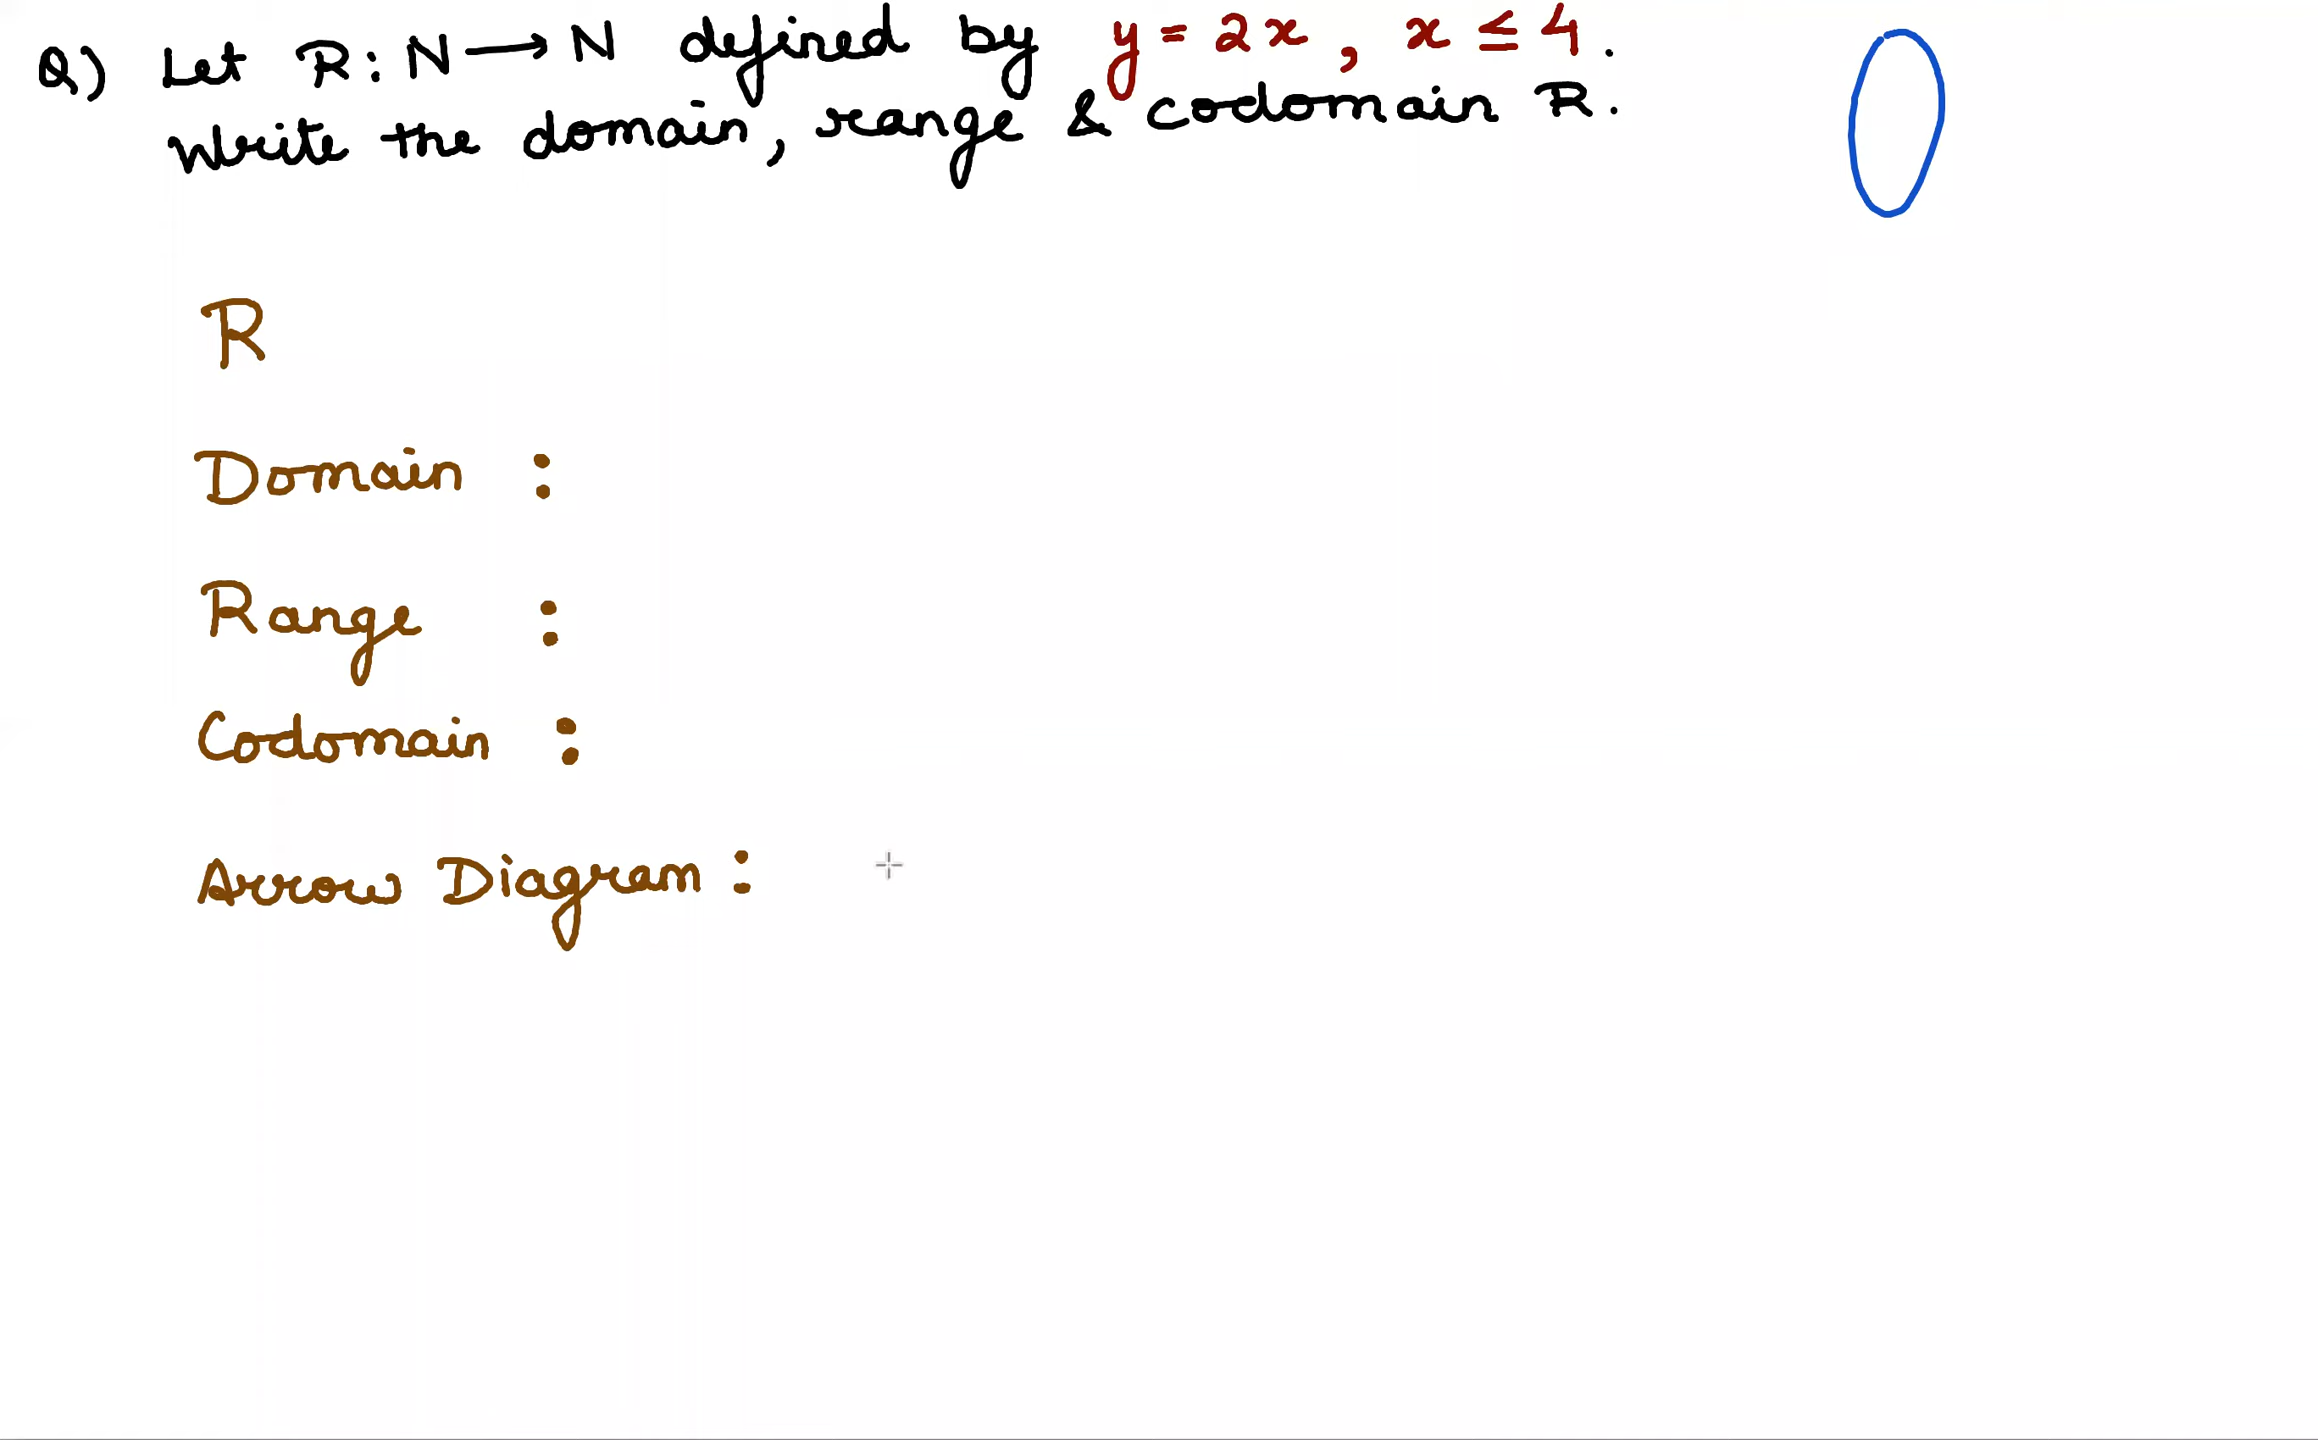 Q) Let R: N → N defined by y = 2x, x ≤ 4.
Write the domain, range & codomain R.
R
Domain :
Range :
Codomain :
Arrow Diagram :